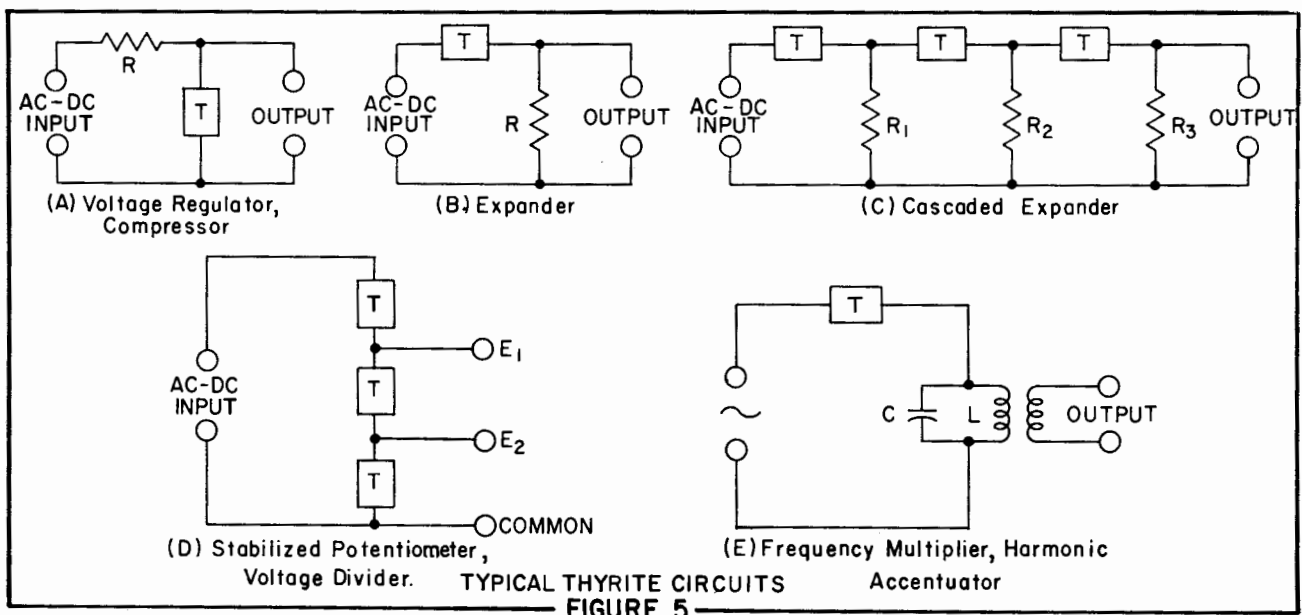 R
T
AC-DC
INPUT
OUTPUT
(A) Voltage Regulator,
Compressor
T
AC-DC
INPUT
R
OUTPUT
(B.) Expander
T
T
T
AC-DC
INPUT
R1
R2
R3
OUTPUT
(C) Cascaded Expander
AC-DC
INPUT
T
E1
T
E2
T
COMMON
(D) Stabilized Potentiometer,
Voltage Divider.
T
~
C
L
OUTPUT
(E) Frequency Multiplier, Harmonic
Accentuator
TYPICAL THYRITE CIRCUITS
FIGURE 5